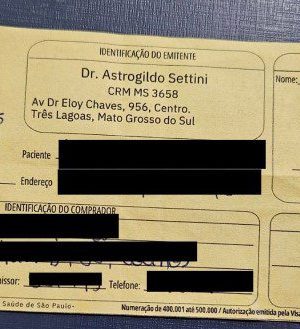 IDENTIFICAÇÃO DO EMITENTE
Dr. Astrogildo Settini
CRM MS 3658
Av Dr Eloy Chaves, 956, Centro.
Três Lagoas, Mato Grosso do Sul
Nome:
Paciente
Endereço
IDENTIFICAÇÃO DO COMPRADOR
missor:
Telefone:
Saúde de São Paulo-
Numeração de 400.001 até 500.000 / Autorização emitida pela Visa